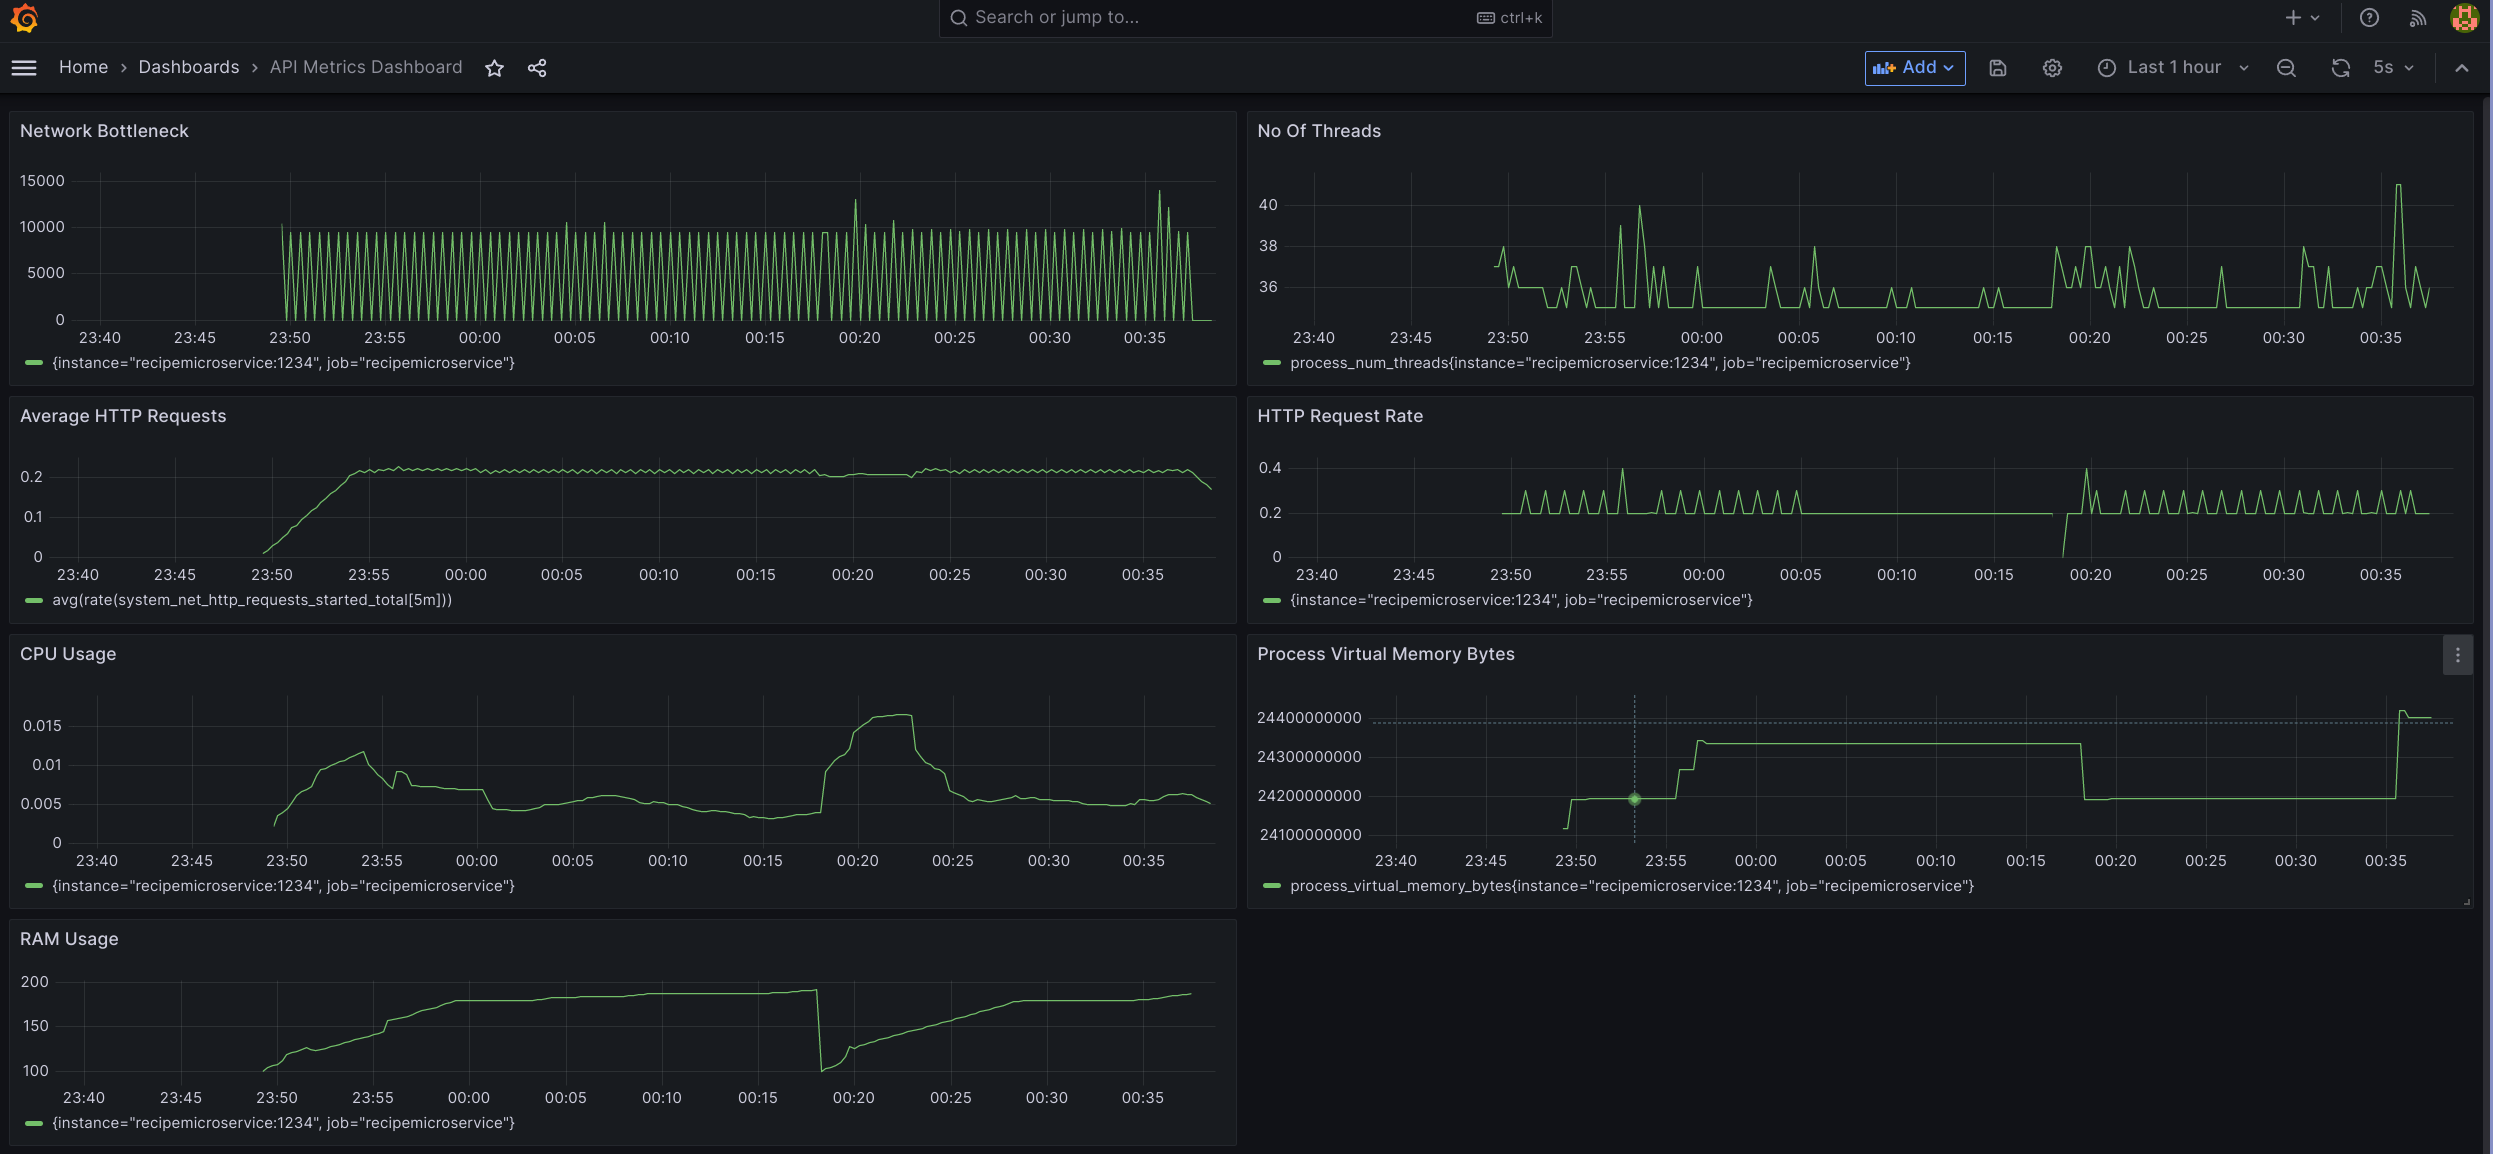 Search or jump to...
ctrl+k
Home › Dashboards › API Metrics Dashboard
Add
Last 1 hour
5s
Network Bottleneck
15000
10000
5000
0
23:40 23:45 23:50 23:55 00:00 00:05 00:10 00:15 00:20 00:25 00:30 00:35
{instance="recipemicroservice:1234", job="recipemicroservice"}
No Of Threads
40
38
36
23:40 23:45 23:50 23:55 00:00 00:05 00:10 00:15 00:20 00:25 00:30 00:35
process_num_threads{instance="recipemicroservice:1234", job="recipemicroservice"}
Average HTTP Requests
0.2
0.1
0
23:40 23:45 23:50 23:55 00:00 00:05 00:10 00:15 00:20 00:25 00:30 00:35
avg(rate(system_net_http_requests_started_total[5m]))
HTTP Request Rate
0.4
0.2
0
23:40 23:45 23:50 23:55 00:00 00:05 00:10 00:15 00:20 00:25 00:30 00:35
{instance="recipemicroservice:1234", job="recipemicroservice"}
CPU Usage
0.015
0.01
0.005
0
23:40 23:45 23:50 23:55 00:00 00:05 00:10 00:15 00:20 00:25 00:30 00:35
{instance="recipemicroservice:1234", job="recipemicroservice"}
Process Virtual Memory Bytes
24400000000
24300000000
24200000000
24100000000
23:40 23:45 23:50 23:55 00:00 00:05 00:10 00:15 00:20 00:25 00:30 00:35
process_virtual_memory_bytes{instance="recipemicroservice:1234", job="recipemicroservice"}
RAM Usage
200
150
100
23:40 23:45 23:50 23:55 00:00 00:05 00:10 00:15 00:20 00:25 00:30 00:35
{instance="recipemicroservice:1234", job="recipemicroservice"}